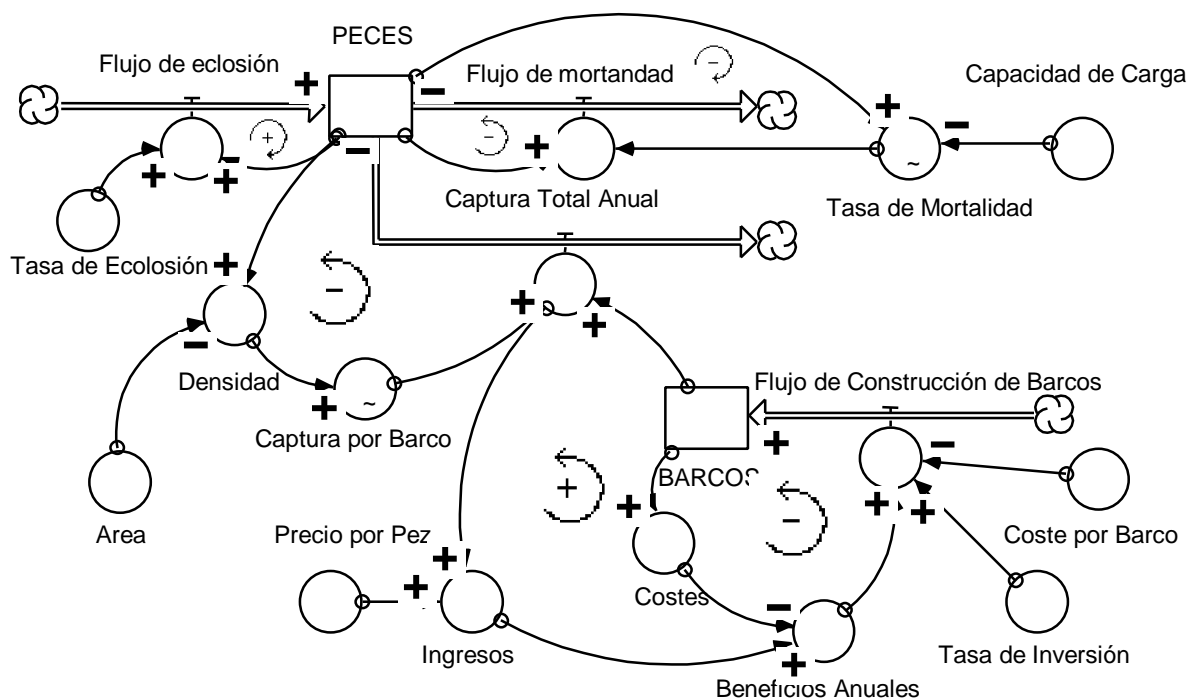 PECES
Flujo de eclosión
Flujo de mortandad
Capacidad de Carga
Captura Total Anual
Tasa de Mortalidad
Tasa de Ecolosión
Densidad
Flujo de Construcción de Barcos
Captura por Barco
BARCOS
Area
Precio por Pez
Coste por Barco
Costes
Ingresos
Tasa de Inversión
Beneficios Anuales